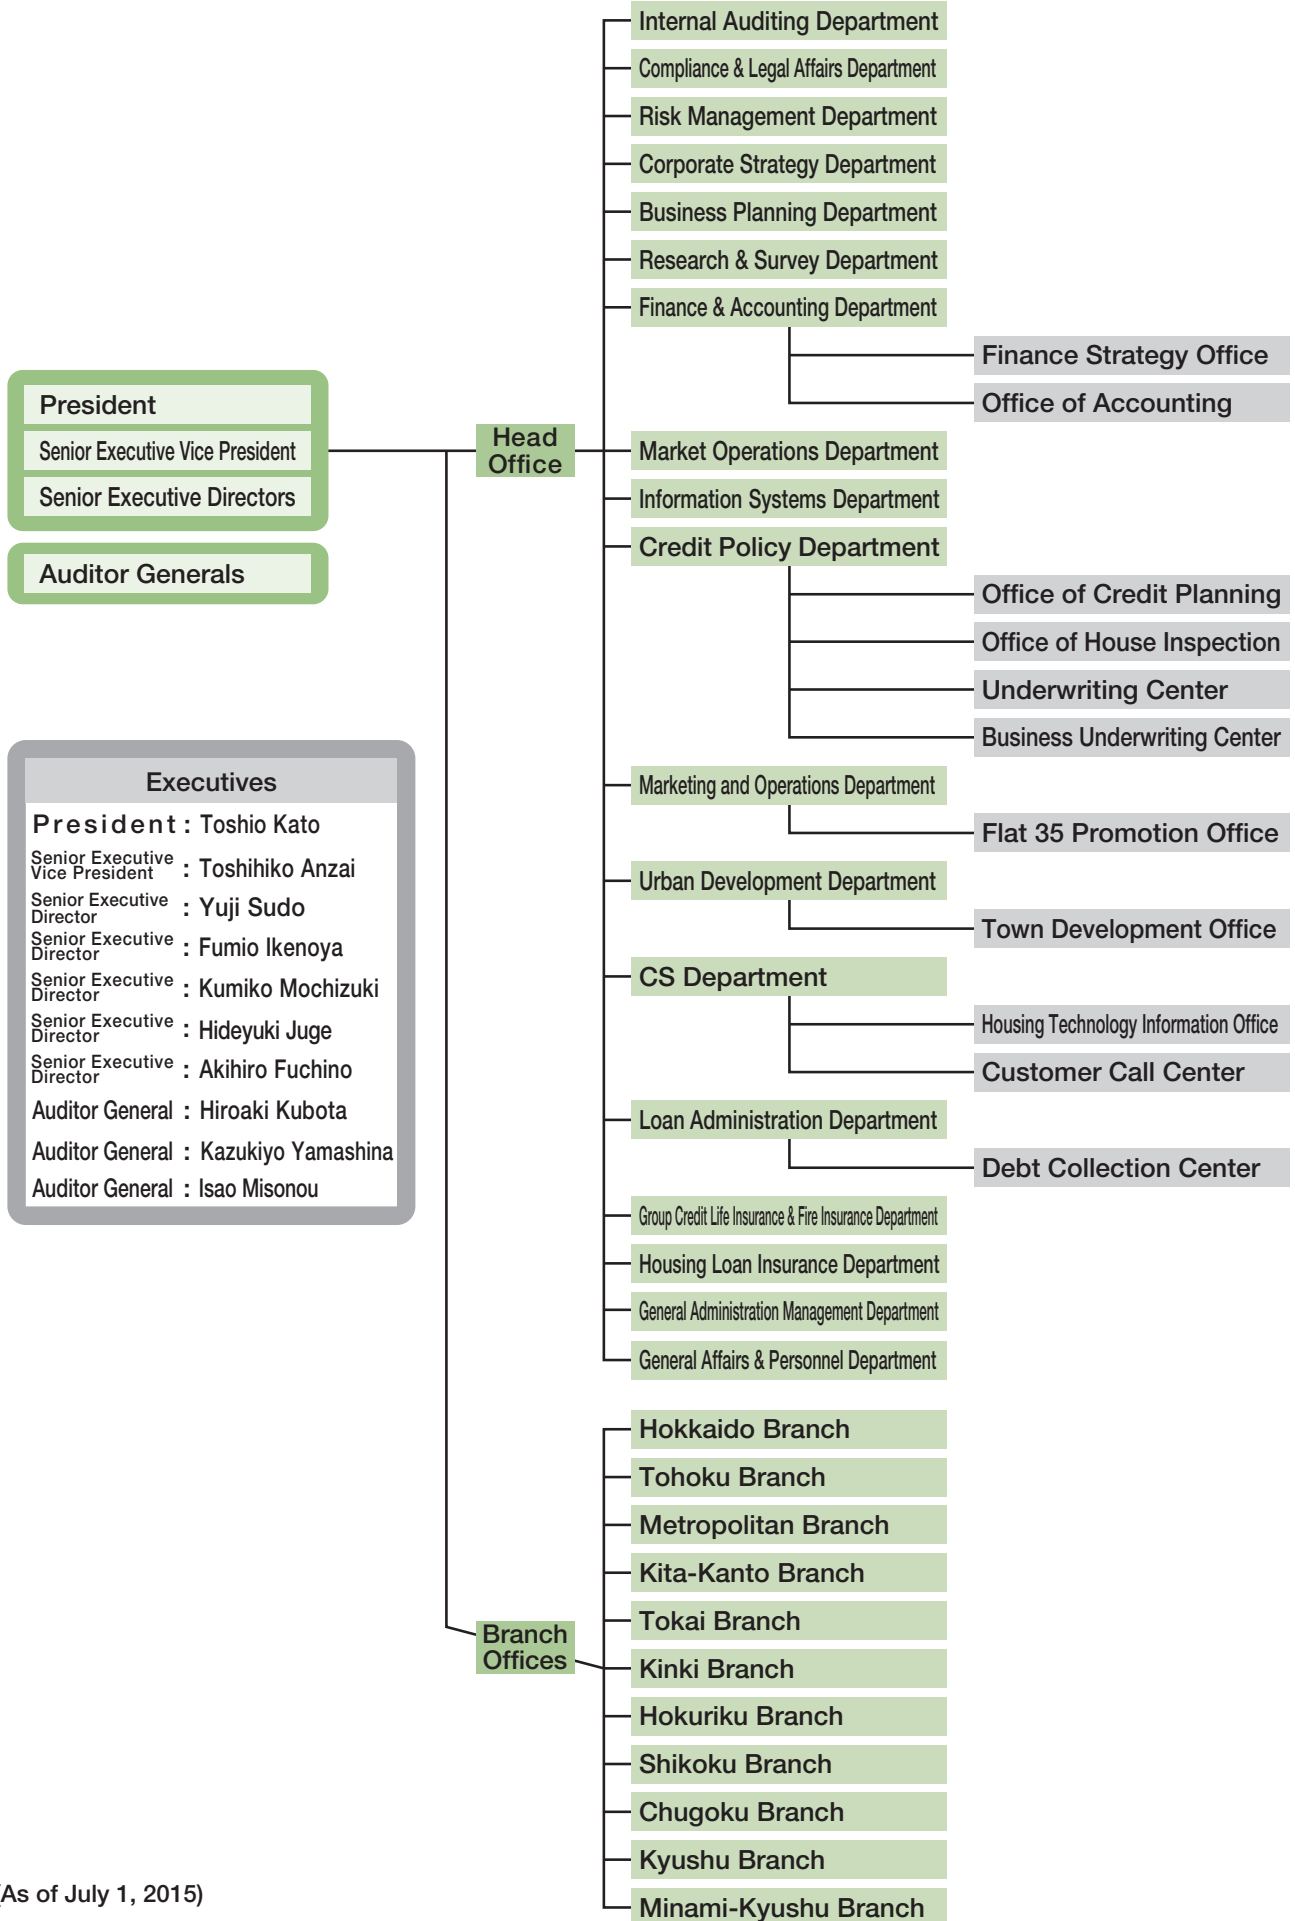 Internal Auditing Department
Compliance & Legal Affairs Department
Risk Management Department
Corporate Strategy Department
Business Planning Department
Research & Survey Department
Finance & Accounting Department
Finance Strategy Office
Office of Accounting
President
Senior Executive Vice President
Senior Executive Directors
Auditor Generals
Head
Office
Market Operations Department
Information Systems Department
Credit Policy Department
Office of Credit Planning
Office of House Inspection
Underwriting Center
Business Underwriting Center
Marketing and Operations Department
Flat 35 Promotion Office
Urban Development Department
Town Development Office
CS Department
Housing Technology Information Office
Customer Call Center
Loan Administration Department
Debt Collection Center
Group Credit Life Insurance & Fire Insurance Department
Housing Loan Insurance Department
General Administration Management Department
General Affairs & Personnel Department
Executives
President : Toshio Kato
Senior Executive
Vice President : Toshihiko Anzai
Senior Executive
Director : Yuji Sudo
Senior Executive
Director : Fumio Ikenoya
Senior Executive
Director : Kumiko Mochizuki
Senior Executive
Director : Hideyuki Juge
Senior Executive
Director : Akihiro Fuchino
Auditor General : Hiroaki Kubota
Auditor General : Kazukiyo Yamashina
Auditor General : Isao Misonou
Branch
Offices
Hokkaido Branch
Tohoku Branch
Metropolitan Branch
Kita-Kanto Branch
Tokai Branch
Kinki Branch
Hokuriku Branch
Shikoku Branch
Chugoku Branch
Kyushu Branch
Minami-Kyushu Branch
(As of July 1, 2015)